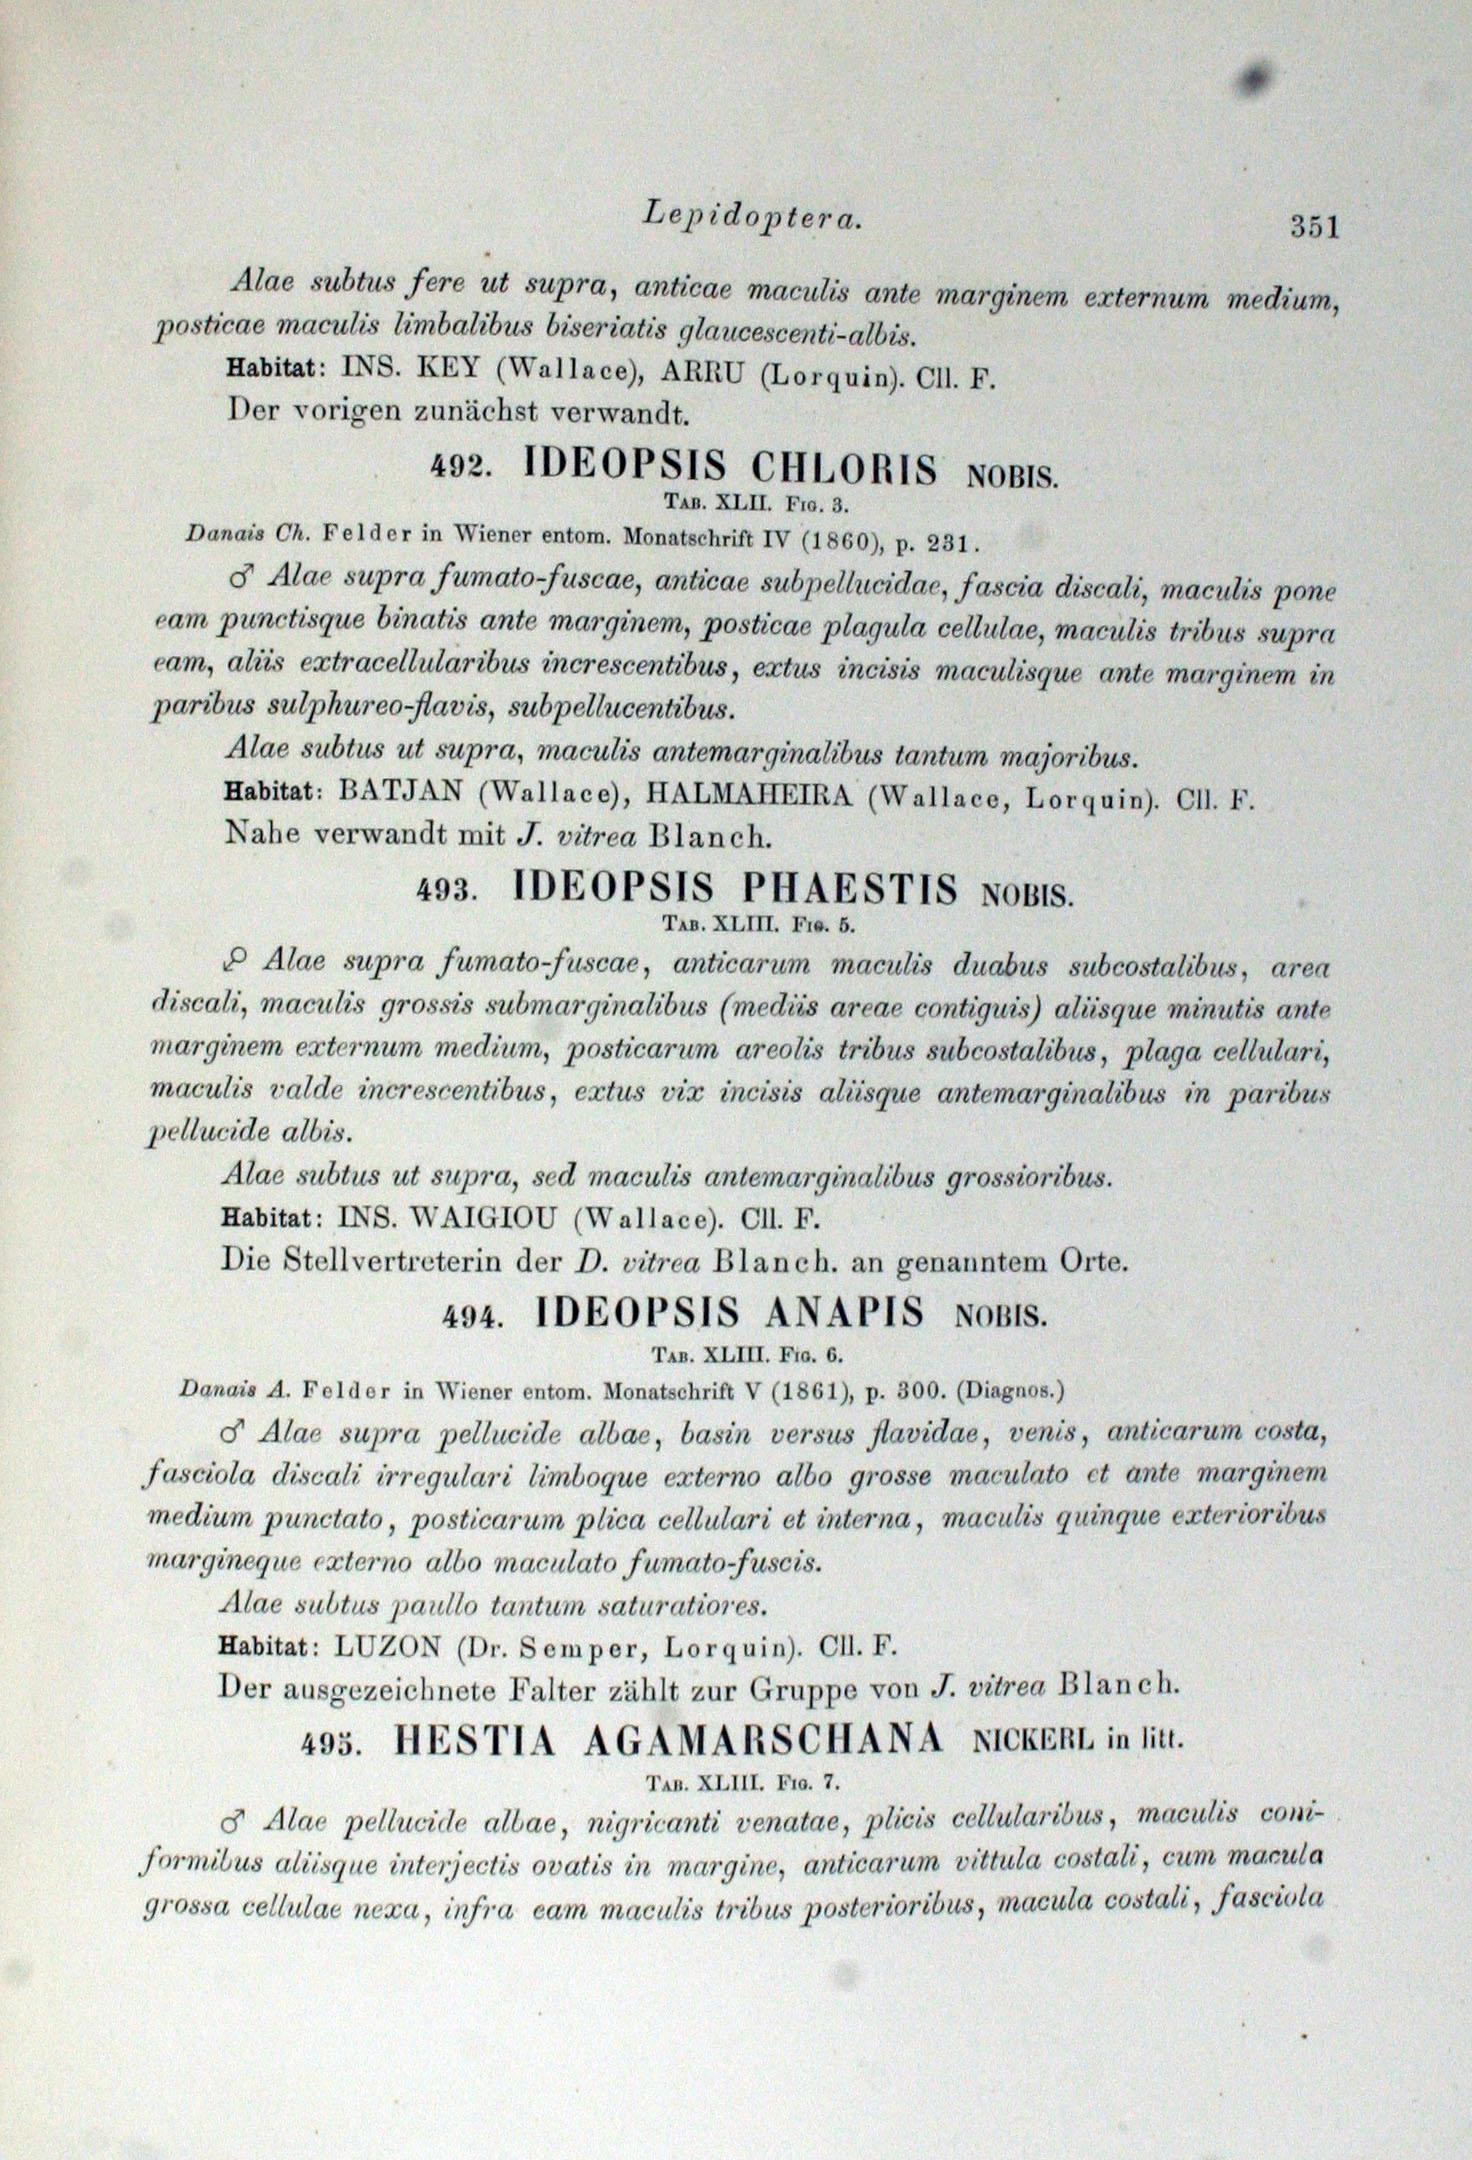 Lepidoptera. 351
Alae subtus fere ut supra, anticae maculis ante marginem externum medium,
posticae maculis limbalibus biseriatis glaucescenti-albis.
Habitat: INS. KEY (Wallace), ARRU (Lorquin). Cll. F.
Der vorigen zunächst verwandt.
492. IDEOPSIS CHLORIS NOBIS.
TAB. XLII. FIG. 3.
Danais Ch. Felder in Wiener entom. Monatschrift IV (1860), p. 231.
♂ Alae supra fumato-fuscae, anticae subpellucidae, fascia discali, maculis pone
eam punctisque binatis ante marginem, posticae plagula cellulae, maculis tribus supra
eam, aliis extracellularibus increscentibus, extus incisis maculisque ante marginem in
paribus sulphureo-flavis, subpellucentibus.
Alae subtus ut supra, maculis antemarginalibus tantum majoribus.
Habitat: BATJAN (Wallace), HALMAHEIRA (Wallace, Lorquin). Cll. F.
Nahe verwandt mit J. vitrea Blanch.
493. IDEOPSIS PHAESTIS NOBIS.
TAB. XLIII. FIG. 5.
Alae supra fumato-fuscae, anticarum maculis duabus subcostalibus, area
discali, maculis grossis submarginalibus (mediis areae contiguis) aliisque minutis ante
marginem externum medium, posticarum areolis tribus subcostalibus, plaga cellulari,
maculis valde increscentibus, extus vix incisis aliisque antemarginalibus in paribus
pellucide albis.
Alae subtus ut supra, sed maculis antemarginalibus grossioribus.
Habitat: INS. WAIGIOU (Wallace). Cll. F.
Die Stellvertreterin der D. vitrea Blanch. an genanntem Orte.
494. IDEOPSIS ANAPIS NOBIS.
TAB. XLIII. FIG. 6.
Danais A. Felder in Wiener entom. Monatschrift V (1861), p. 300. (Diagnos.)
♂ Alae supra pellucide albae, basin versus flavidae, venis, anticarum costa,
fasciola discali irregulari limboque externo albo grosse maculato et ante marginem
medium punctato, posticarum plica cellulari et interna, maculis quinque exterioribus
margineque externo albo maculato fumato-fuscis.
Alae subtus paullo tantum saturatiores.
Habitat: LUZON (Dr. Semper, Lorquin). Cll. F.
Der ausgezeichnete Falter zählt zur Gruppe von J. vitrea Blanch.
495. HESTIA AGAMARSCHANA NICKERL in litt.
TAB. XLIII. FIG. 7.
♂ Alae pellucide albae, nigricanti venatae, plicis cellularibus, maculis coni-
formibus aliisque interjectis ovatis in margine, anticarum vittula costali, cum macula
grossa cellulae nexa, infra eam maculis tribus posterioribus, macula costali, fasciola